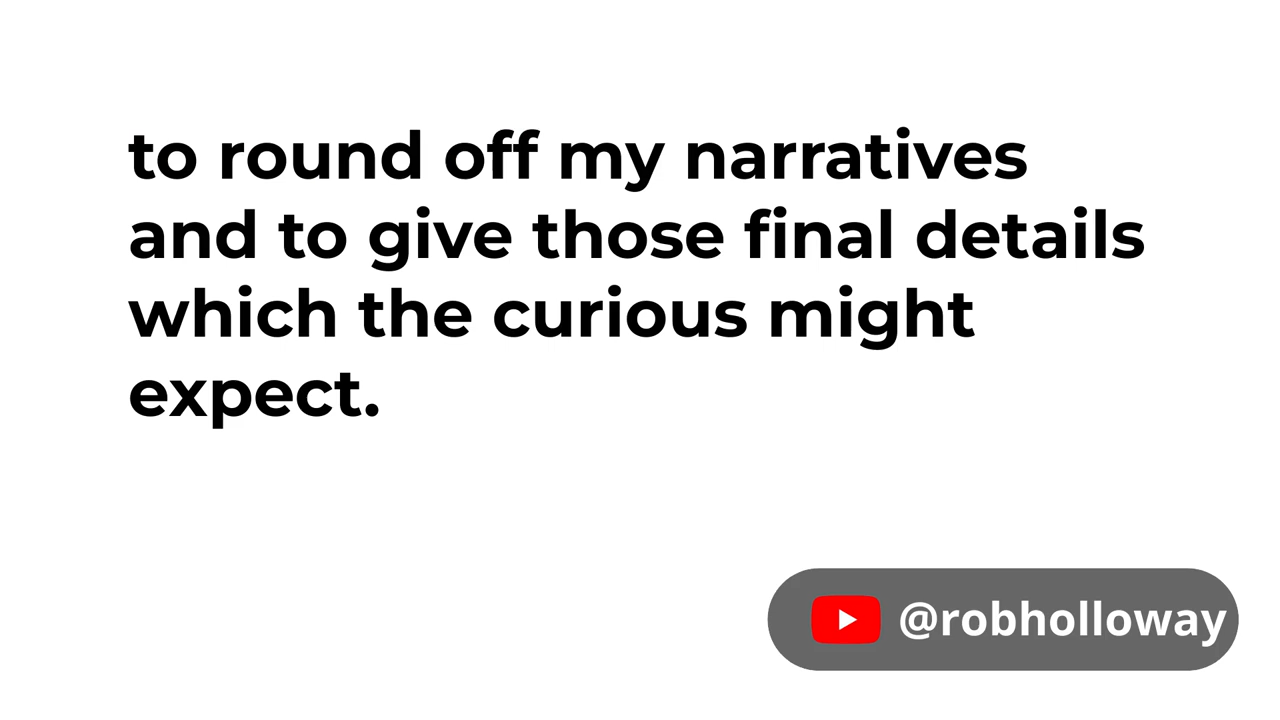 to round off my narratives
and to give those final details
which the curious might
expect.
@robholloway